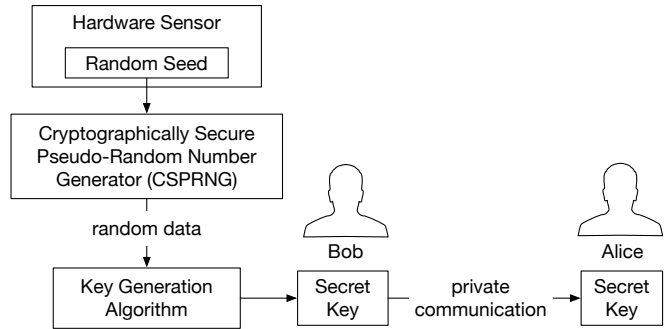 Hardware Sensor
Random Seed
Cryptographically Secure
Pseudo-Random Number
Generator (CSPRNG)
random data
Key Generation
Algorithm
Bob
Secret
Key
private
communication
Alice
Secret
Key